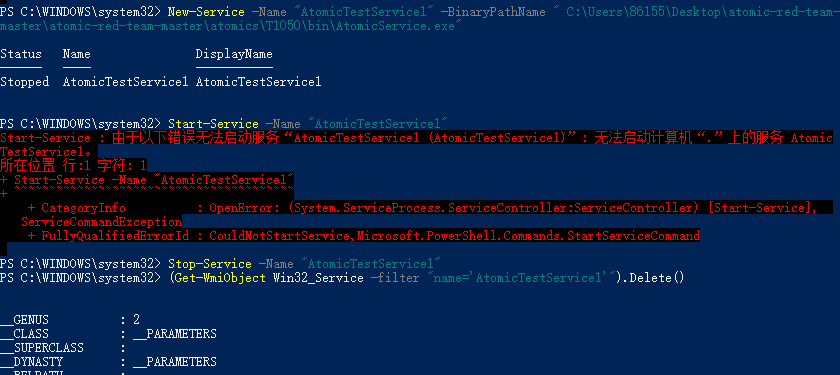 PS C:\WINDOWS\system32> New-Service -Name "AtomicTestService1" -BinaryPathName " C:\Users\86155\Desktop\atomic-red-team-
master\atomic-red-team-master\atomics\T1050\bin\AtomicService.exe"
Status   Name               DisplayName
------   ----               -----------
Stopped  AtomicTestService1 AtomicTestService1
PS C:\WINDOWS\system32> Start-Service -Name "AtomicTestService1"
Start-Service : 由于以下错误无法启动服务“AtomicTestService1 (AtomicTestService1)”: 无法启动计算机“.”上的服务 Atomic
TestService1。
所在位置 行:1 字符: 1
+ Start-Service -Name "AtomicTestService1"
+ ~~~~~~~~~~~~~~~~~~~~~~~~~~~~~~~~~~~~~~~~
    + CategoryInfo          : OpenError: (System.ServiceProcess.ServiceController:ServiceController) [Start-Service],
   ServiceCommandException
    + FullyQualifiedErrorId : CouldNotStartService,Microsoft.PowerShell.Commands.StartServiceCommand
PS C:\WINDOWS\system32> Stop-Service -Name "AtomicTestService1"
PS C:\WINDOWS\system32> (Get-WmiObject Win32_Service -filter "name='AtomicTestService1'").Delete()
__GENUS          : 2
__CLASS          : __PARAMETERS
__SUPERCLASS     :
__DYNASTY        : __PARAMETERS
__RELPATH        :